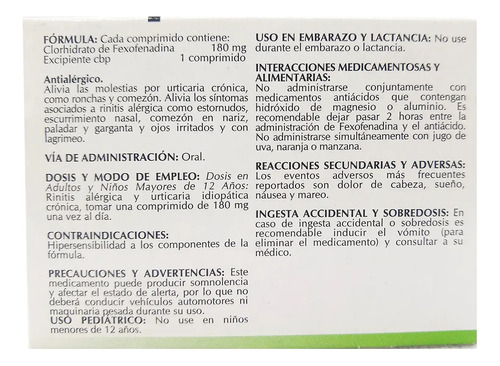 FÓRMULA: Cada comprimido contiene:
Clorhidrato de Fexofenadina 180 mg
Excipiente cbp 1 comprimido
Antialérgico.
Alivia las molestias por urticaria crónica,
como ronchas y comezón. Alivia los síntomas
asociados a rinitis alérgica como estornudos,
escurrimiento nasal, comezón en nariz,
paladar y garganta y ojos irritados y con
lagrimeo.
VÍA DE ADMINISTRACIÓN: Oral.
DOSIS Y MODO DE EMPLEO: Dosis en
Adultos y Niños Mayores de 12 Años:
Rinitis alérgica y urticaria idiopática
crónica, tomar una comprimido de 180 mg
una vez al día.
CONTRAINDICACIONES:
Hipersensibilidad a los componentes de la
fórmula.
PRECAUCIONES Y ADVERTENCIAS: Este
medicamento puede producir somnolencia
y afectar el estado de alerta, por lo que no
deberá conducir vehículos automotores ni
maquinaria pesada durante su uso.
USO PEDIÁTRICO: No use en niños
menores de 12 años.
USO EN EMBARAZO Y LACTANCIA: No use
durante el embarazo o lactancia.
INTERACCIONES MEDICAMENTOSAS Y
ALIMENTARIAS:
No administrarse conjuntamente con
medicamentos antiácidos que contengan
hidróxido de magnesio o aluminio. Es
recomendable dejar pasar 2 horas entre la
administración de Fexofenadina y el antiácido.
No administrarse simultáneamente con jugo de
uva, naranja o manzana.
REACCIONES SECUNDARIAS Y ADVERSAS:
Los eventos adversos más frecuentes
reportados son dolor de cabeza, sueño,
náusea y mareo.
INGESTA ACCIDENTAL Y SOBREDOSIS: En
caso de ingesta accidental o sobredosis es
recomendable inducir el vómito (para
eliminar el medicamento) y consultar a su
médico.